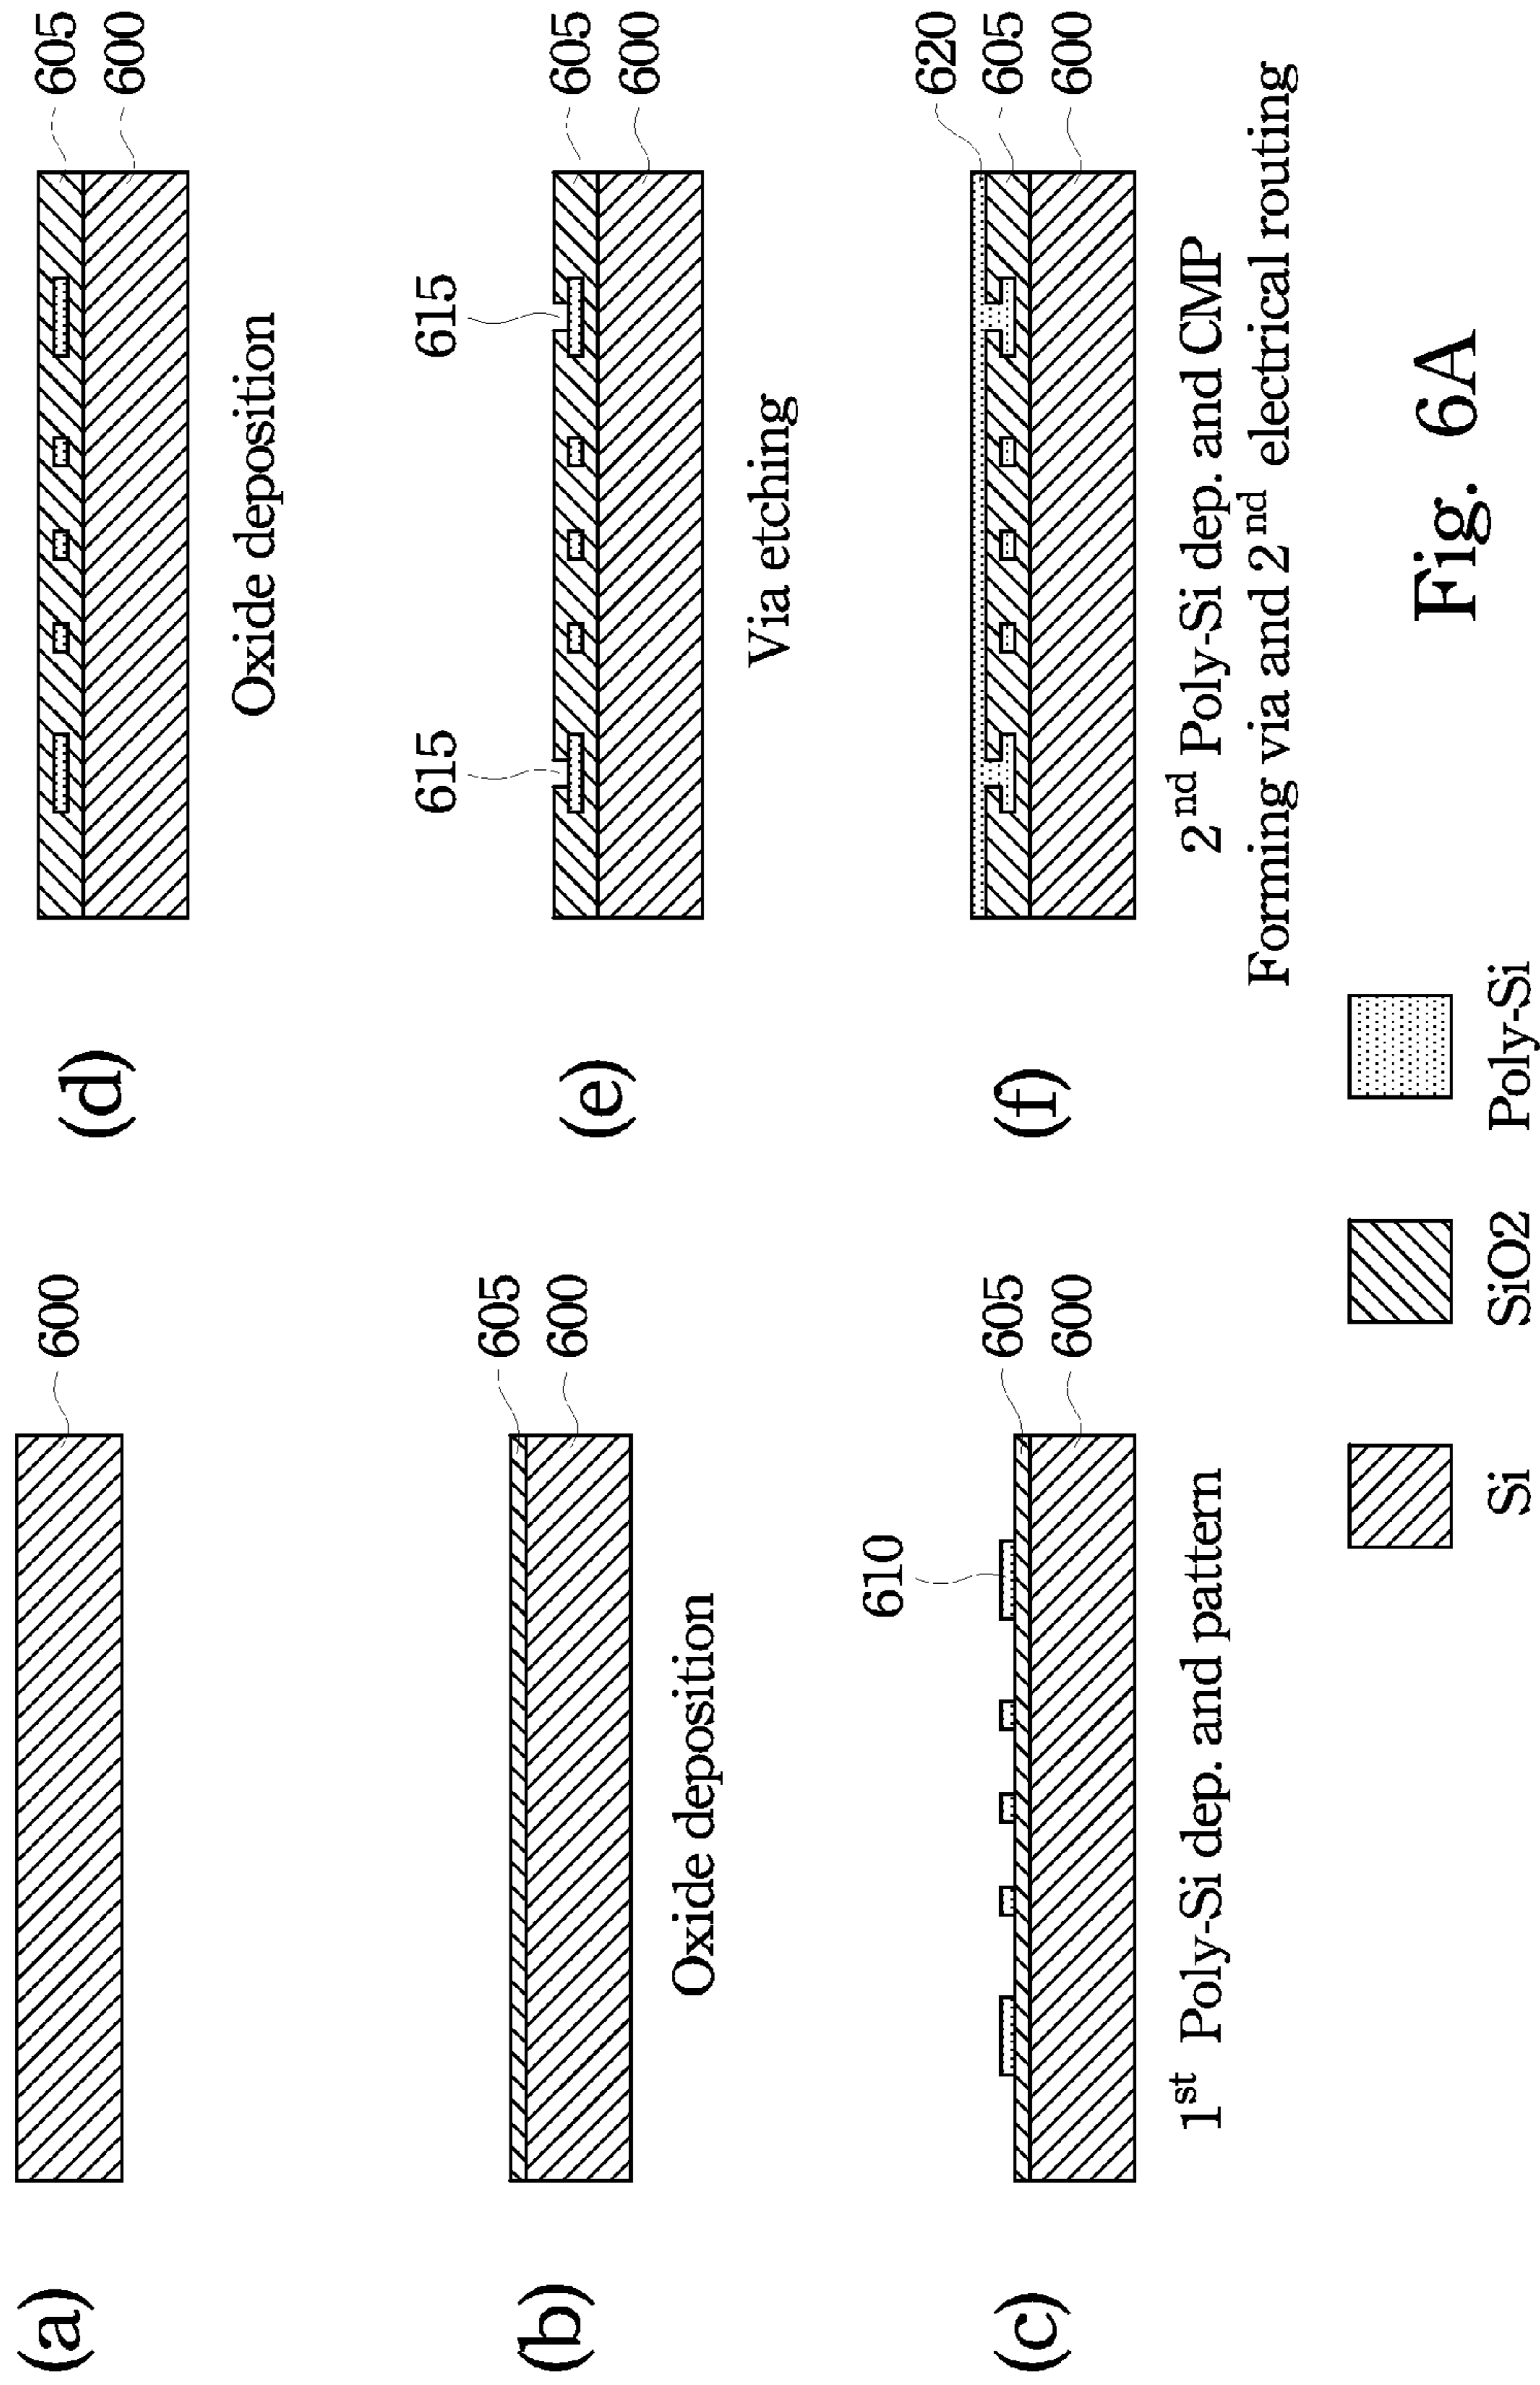 (a)
600
(b)
605
600
Oxide deposition
(c)
610
605
600
1st Poly-Si dep. and pattern
(d)
605
600
Oxide deposition
(e)
615
615
605
600
Via etching
(f)
620
605
600
2nd Poly-Si dep. and CMP
Forming via and 2nd electrical routing
Si
SiO2
Poly-Si
Fig. 6A